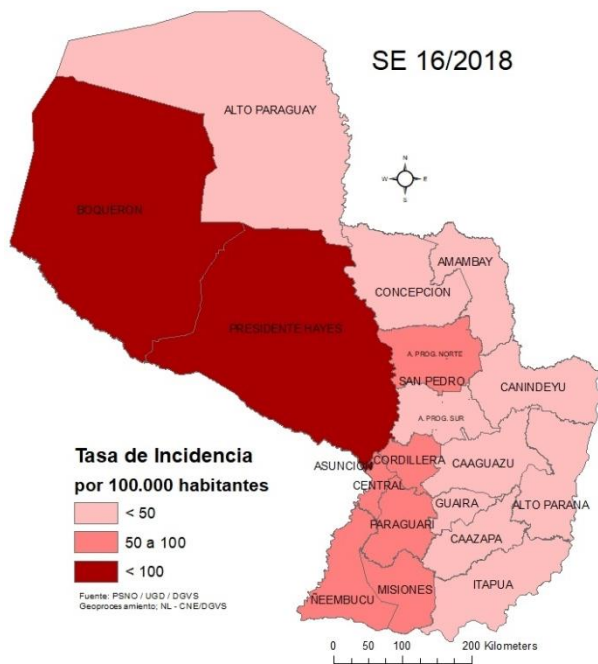 SE 16/2018
ALTO PARAGUAY
N
W E
S
BOQUERON
AMAMBAY
CONCEPCION
PRESIDENTE HAYES
A. PROG. NORTE
SAN PEDRO
CANINDEYU
A. PROG. SUR
Tasa de Incidencia
por 100.000 habitantes
< 50
50 a 100
< 100
ASUNCION
CORDILLERA
CAAGUAZU
CENTRAL
GUAIRA
ALTO PARANA
PARAGUARI
CAAZAPA
ÑEEMBUCU
MISIONES
ITAPUA
Fuente: PSNO / UGD / DGVS
Geoprocesamiento; NL - CNE/DGVS
0 50 100 200 Kilometers